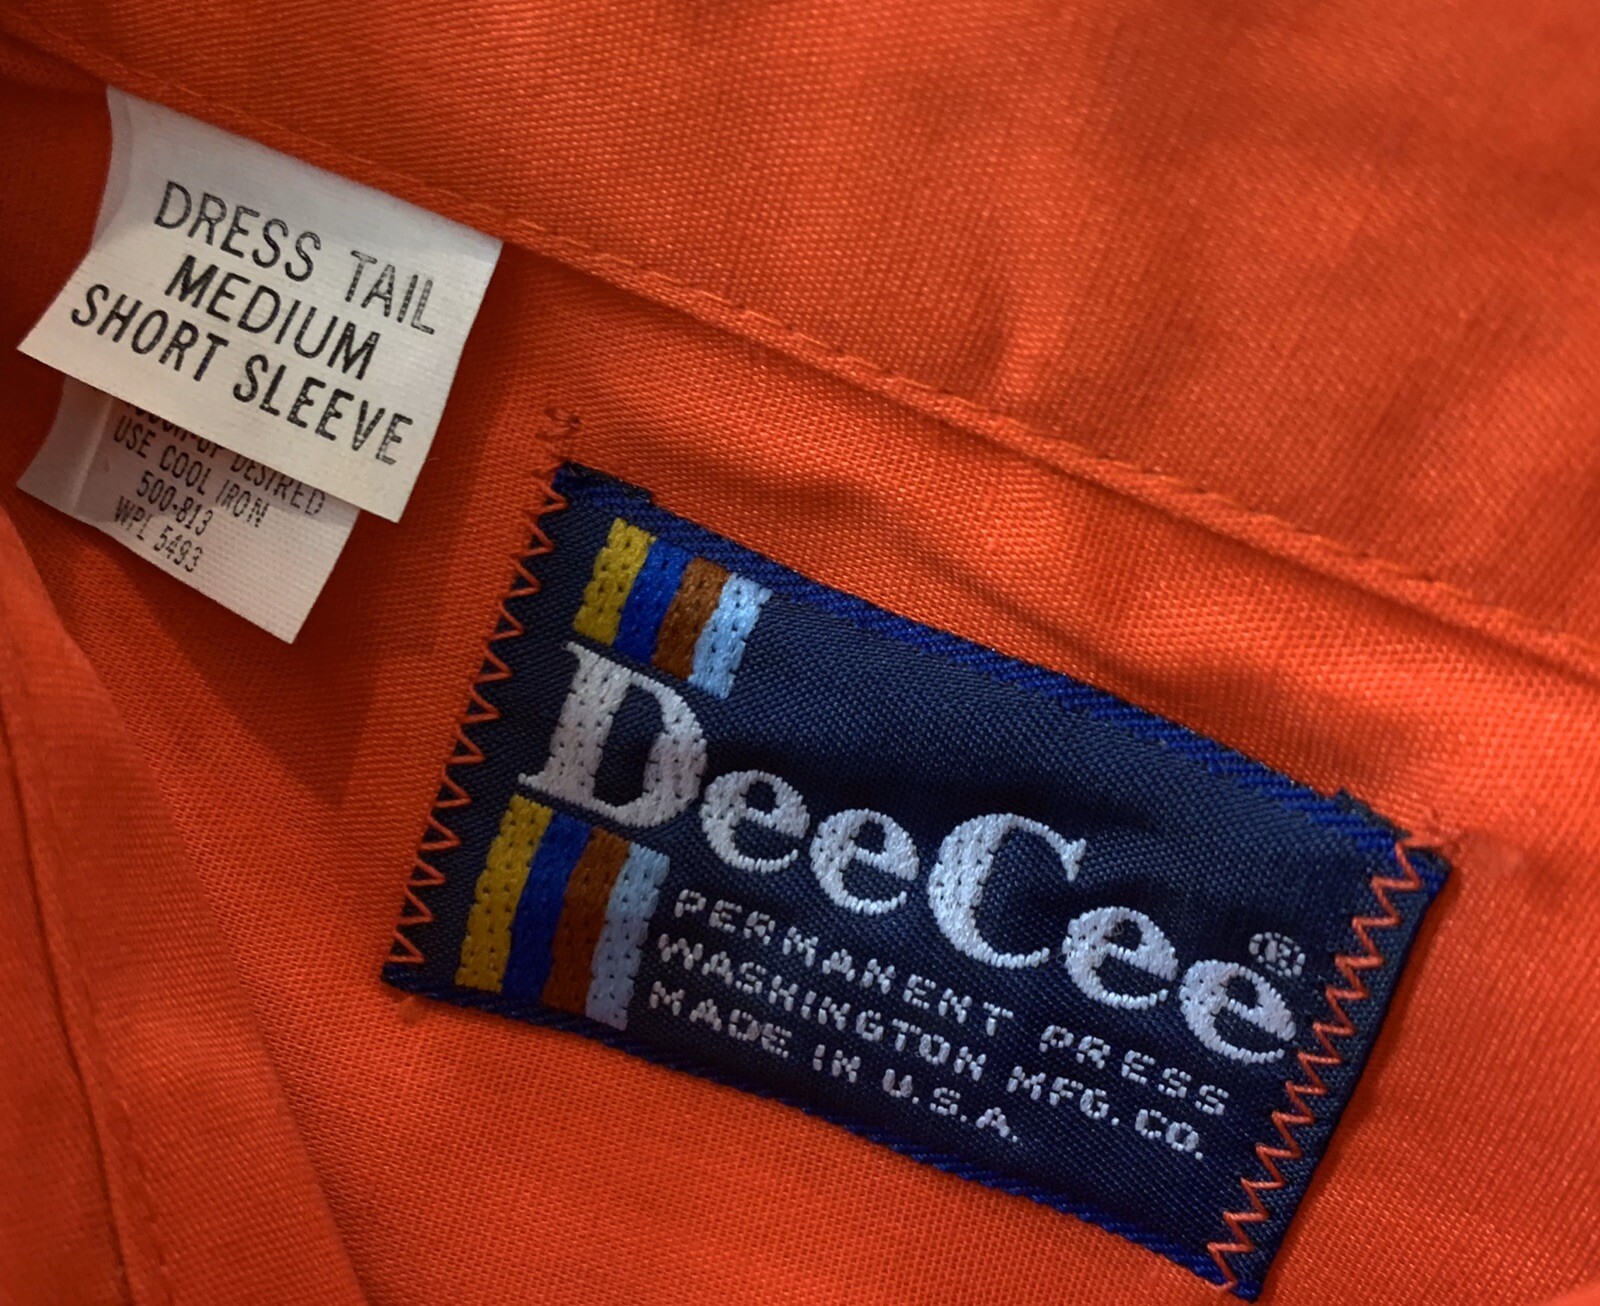 DRESS TAIL
MEDIUM
SHORT SLEEVE
DESIRED
USE COOL IRON
500-813
WPL 5493
DeeCee®
PERMANENT PRESS
WASHINGTON MFG. CO.
MADE IN U.S.A.